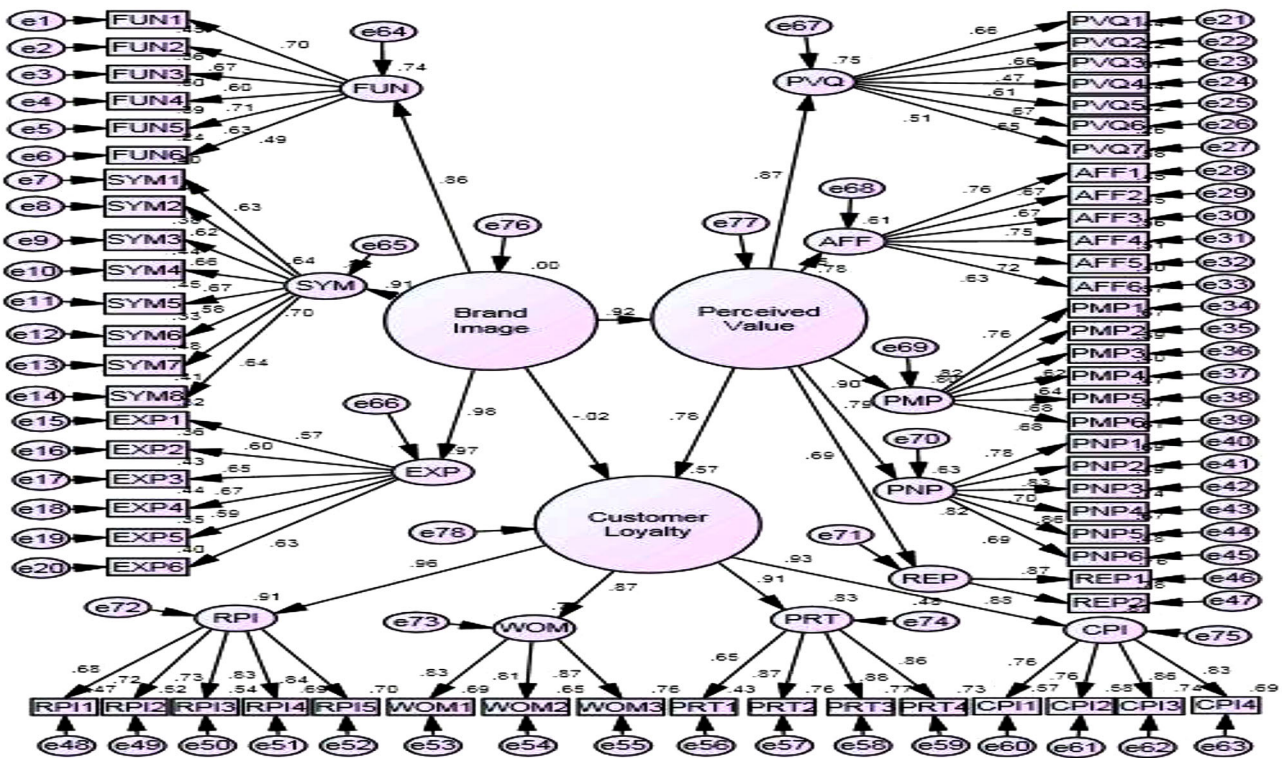 e1 FUN1
e2 FUN2
e3 FUN3
e4 FUN4
e5 FUN5
e6 FUN6
.70
.67
.60
.71
.63
.49
e64
.74
FUN
.86
e7 SYM1
e8 SYM2
e9 SYM3
e10 SYM4
e11 SYM5
e12 SYM6
e13 SYM7
e14 SYM8
.63
.62
.64
.66
.67
.58
.70
.64
e65
SYM
.91
e15 EXP1
e16 EXP2
e17 EXP3
e18 EXP4
e19 EXP5
e20 EXP6
.57
.60
.65
.67
.59
.63
e66
.97
EXP
.98
e76
.00
Brand
Image
.92
-.02
e77
Perceived
Value
.78
e67
.75
PVQ
.87
.66
.66
.47
.61
.67
.55
.51
PVQ1 e21
PVQ2 e22
PVQ3 e23
PVQ4 e24
PVQ5 e25
PVQ6 e26
PVQ7 e27
e68
.61
AFF
.78
.76
.67
.67
.75
.72
.63
AFF1 e28
AFF2 e29
AFF3 e30
AFF4 e31
AFF5 e32
AFF6 e33
e69
PMP
.90
.76
.82
.62
.64
.68
.68
PMP1 e34
PMP2 e35
PMP3 e36
PMP4 e37
PMP5 e38
PMP6 e39
e70
.63
PNP
.79
.78
.83
.70
.86
.82
.69
PNP1 e40
PNP2 e41
PNP3 e42
PNP4 e43
PNP5 e44
PNP6 e45
e71
.69
REP
.48
.87
.88
REP1 e46
REP2 e47
e78
.57
Customer
Loyalty
.96
.87
.91
.93
e72
.91
RPI
e73
WOM
.83
PRT
e74
CPI
e75
.68 .72 .73 .83 .84
.47 .52 .54 .69 .70
RPI1 RPI2 RPI3 RPI4 RPI5
e48 e49 e50 e51 e52
.83 .81 .87
.69 .65 .76
WOM1 WOM2 WOM3
e53 e54 e55
.65 .87 .88 .86
.43 .76 .77 .73
PRT1 PRT2 PRT3 PRT4
e56 e57 e58 e59
.76 .76 .86 .83
.57 .58 .74 .69
CPI1 CPI2 CPI3 CPI4
e60 e61 e62 e63